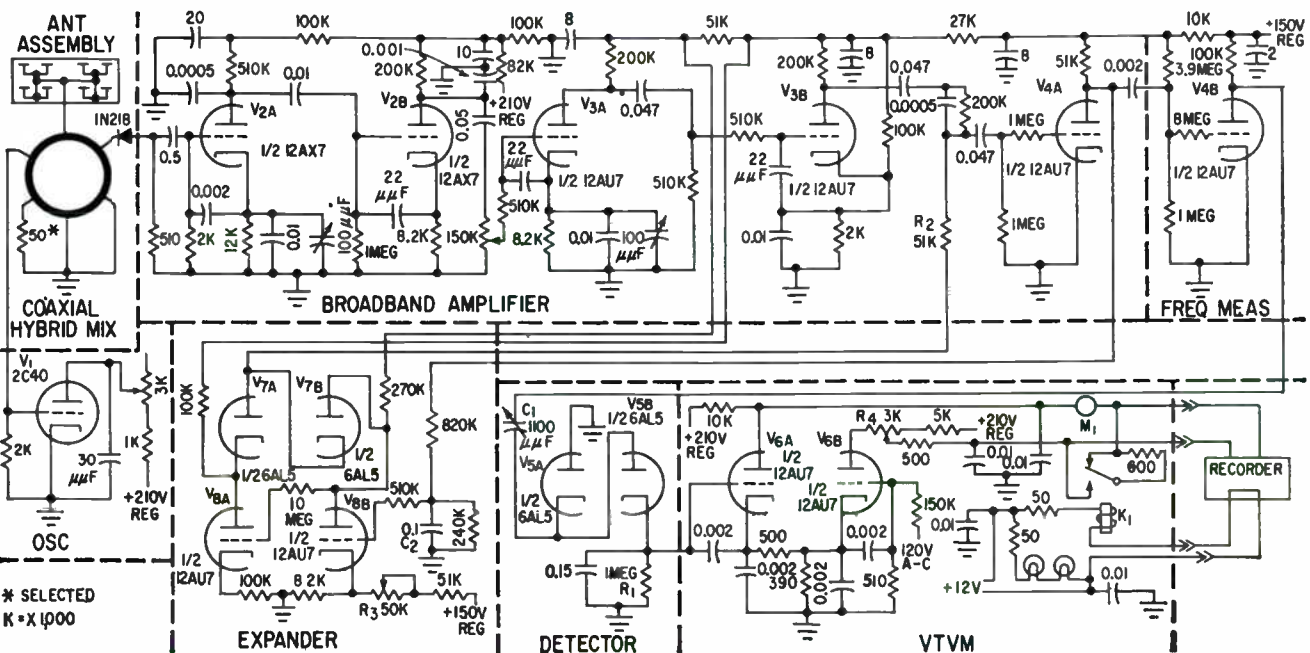 ANT
ASSEMBLY
1N218
50*
COAXIAL
HYBRID MIX
20
100K
0.0005
510K
0.01
V2A
1/2 12AX7
0.5
510
0.002
2K
12K
0.01
100 μμF
0.001
10
200K
V2B
1/2
12AX7
22
μμF
1MEG
8.2K
0.05
150K
100K
82K
+210V
REG
8
200K
V3A
0.047
1/2 12AU7
22
μμF
510K
8.2K
0.01
100
μμF
510K
BROADBAND AMPLIFIER
51K
510K
200K
8
V3B
22
μμF
1/2 12AU7
0.01
2K
100K
0.047
0.0005
200K
27K
8
R2
51K
0.047
1MEG
1MEG
51K
V4A
1/2 12AU7
0.002
10K
+150V
REG
2
100K
3.9MEG
V4B
8MEG
1/2 12AU7
1 MEG
FREQ MEAS
V1
2C40
3K
1K
2K
30
μμF
+210V
REG
OSC
* SELECTED
K = X 1,000
100K
V7A
V7B
1/2 6AL5
1/2
6AL5
270K
820K
V8A
10
MEG
V8B
1/2
12AU7
1/2
12AU7
510K
0.1
C2
240K
100K
8.2K
R3 50K
51K
+150V
REG
EXPANDER
C1
1100
μμF
V5A
1/2
6AL5
V5B
1/2 6AL5
0.15
1MEG
R1
DETECTOR
10K
+210V
REG
V6A
1/2
12AU7
V6B
1/2
12AU7
R4 3K
5K
+210V
REG
500
0.01
0.01
M1
600
RECORDER
0.002
500
0.002
390
0.002
0.002
510
150K
120V
A-C
0.01
50
50
K1
+12V
0.01
VTVM